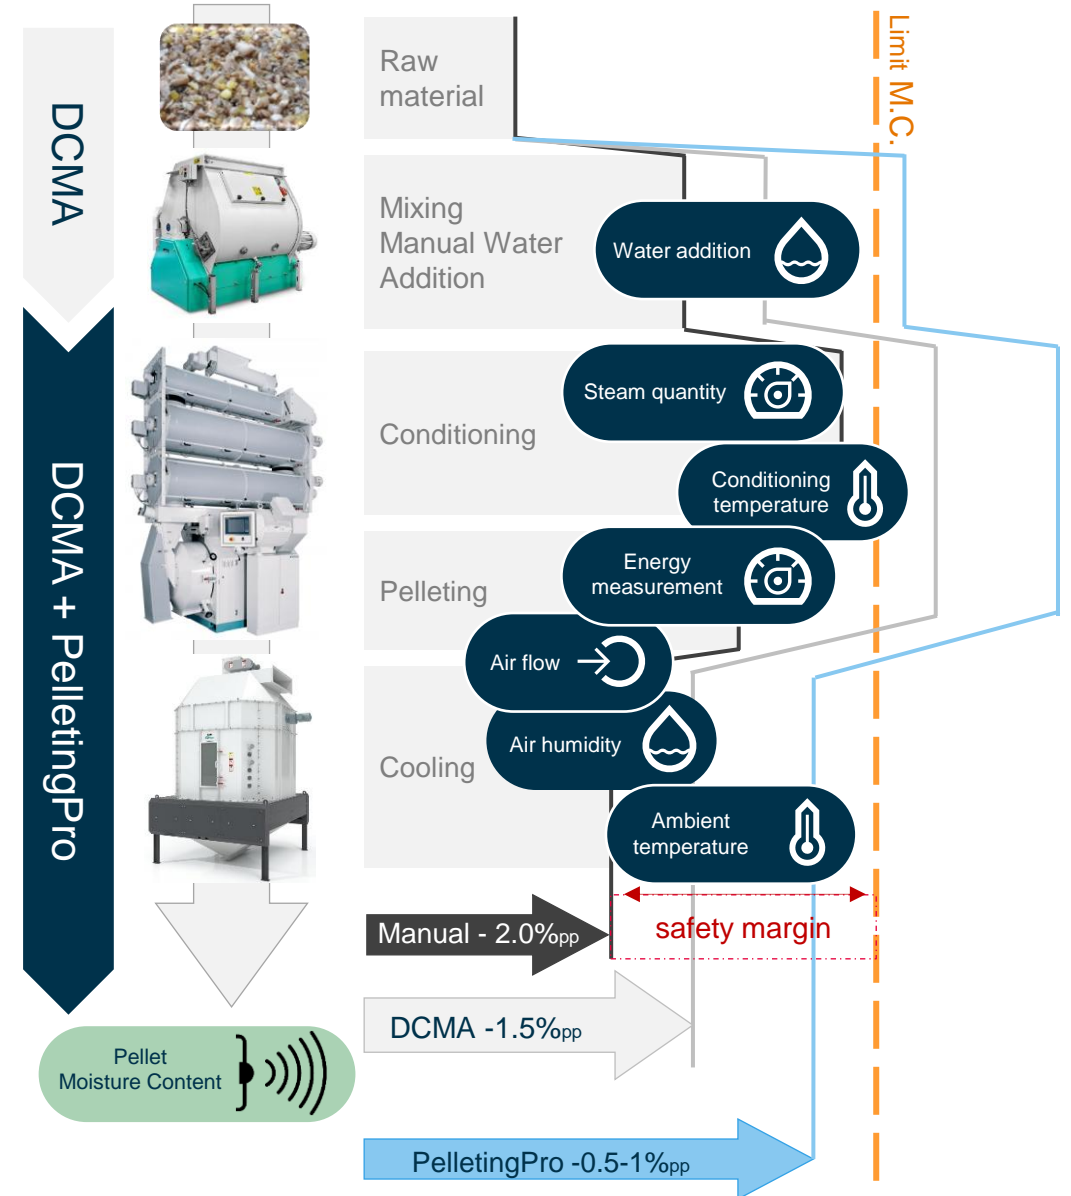 DCMA
DCMA + PelletingPro
Limit M.C.
Raw
material
Mixing
Manual Water
Addition
Water addition
Conditioning
Steam quantity
Conditioning
temperature
Pelleting
Energy
measurement
Air flow
Cooling
Air humidity
Ambient
temperature
Manual - 2.0%pp
safety margin
DCMA -1.5%pp
Pellet
Moisture Content
PelletingPro -0.5-1%pp